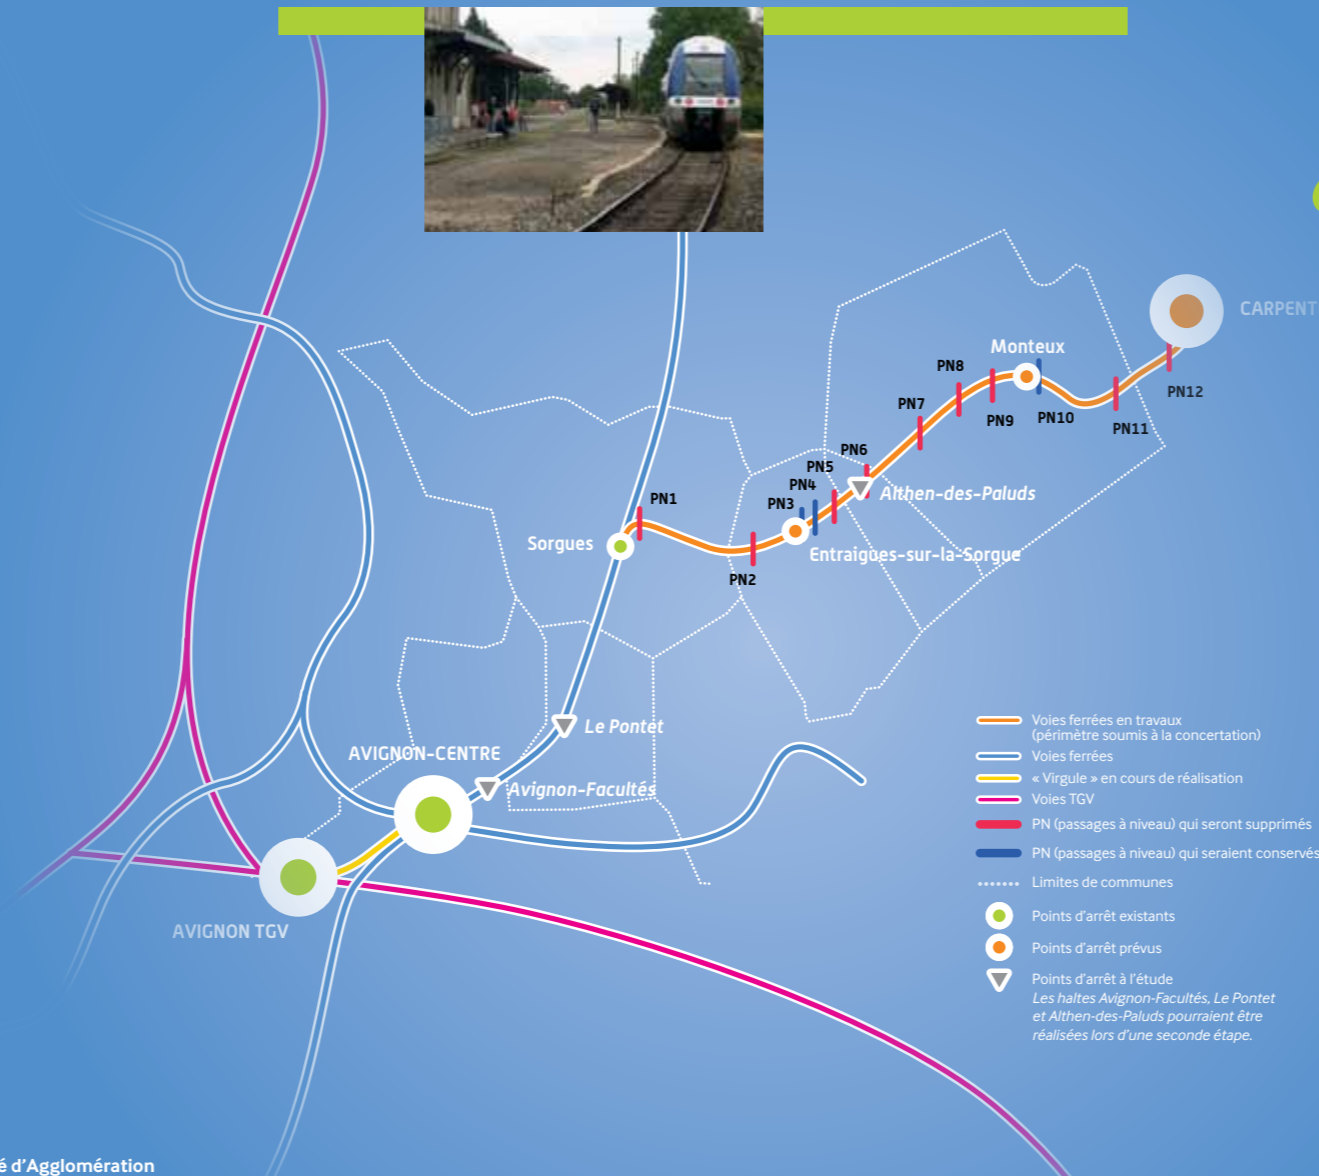 CARPENT
Monteux
PN8
PN12
PN7
PN9
PN10
PN11
PN6
PN5
PN4
PN3
Althen-des-Paluds
PN1
Sorgues
Entraigues-sur-la-Sorgue
PN2
Le Pontet
AVIGNON-CENTRE
Avignon-Facultés
AVIGNON TGV
Voies ferrées en travaux
(périmètre soumis à la concertation)
Voies ferrées
« Virgule » en cours de réalisation
Voies TGV
PN (passages à niveau) qui seront supprimés
PN (passages à niveau) qui seraient conservés
Limites de communes
Points d'arrêt existants
Points d'arrêt prévus
Points d'arrêt à l'étude
Les haltes Avignon-Facultés, Le Pontet
et Althen-des-Paluds pourraient être
réalisées lors d'une seconde étape.
é d'Agglomération